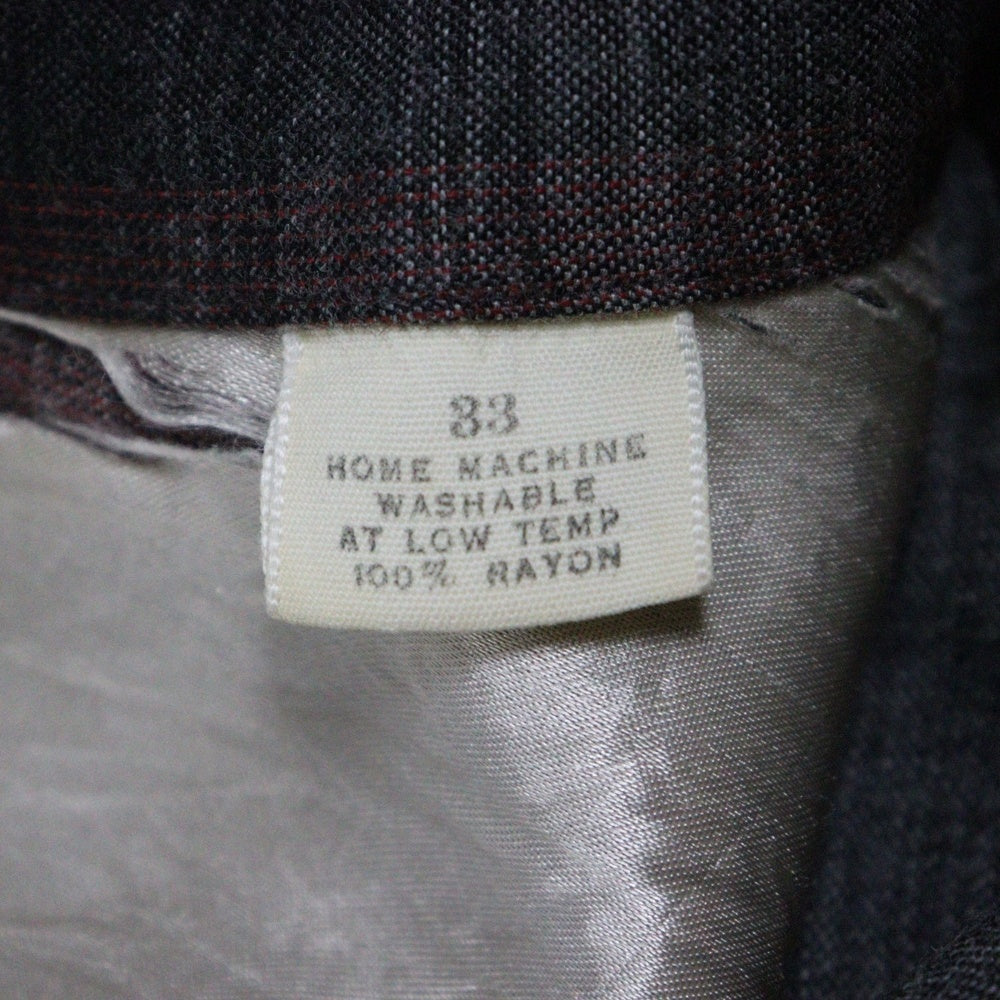 33
HOME MACHINE
WASHABLE
AT LOW TEMP
100% RAYON